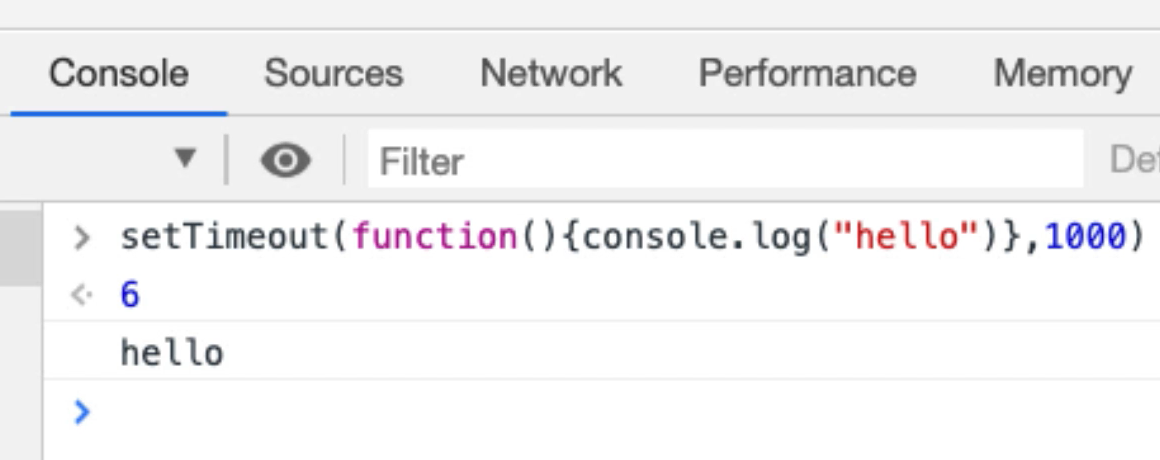 Console Sources Network Performance Memory
Filter
> setTimeout(function(){console.log("hello")},1000)
6
hello
>